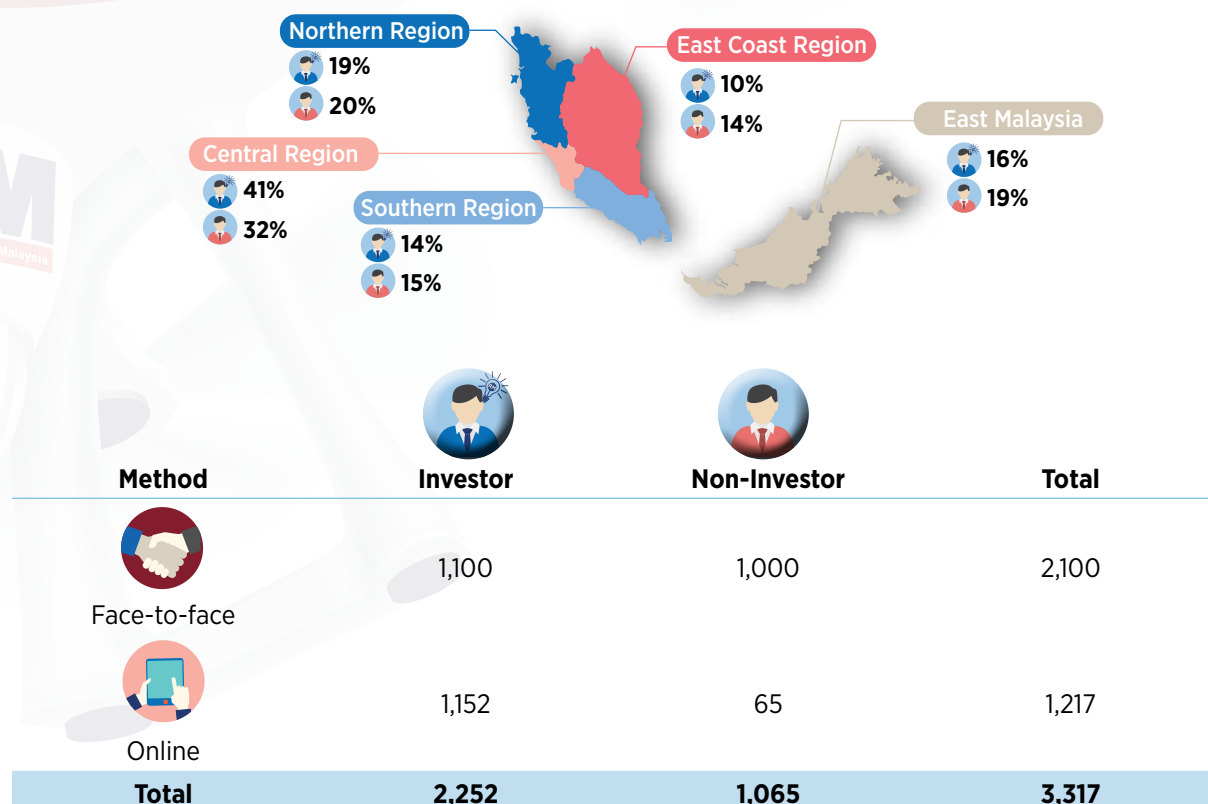 Northern Region
19%
20%
East Coast Region
10%
14%
East Malaysia
16%
19%
Central Region
41%
32%
Southern Region
14%
15%
M
Malaysia
Method Investor Non-Investor Total
Face-to-face 1,100 1,000 2,100
Online 1,152 65 1,217
Total 2,252 1,065 3,317